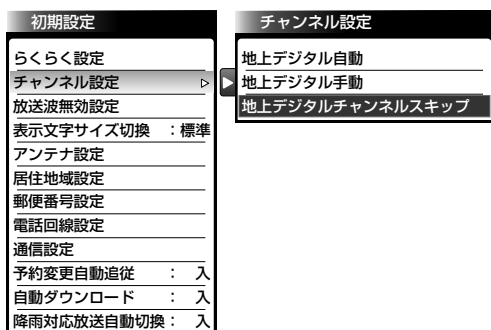 初期設定
らくらく設定
チャンネル設定
放送波無効設定
表示文字サイズ切換 ：標準
アンテナ設定
居住地域設定
郵便番号設定
電話回線設定
通信設定
予約変更自動追従 ： 入
自動ダウンロード ： 入
降雨対応放送自動切換： 入
チャンネル設定
地上デジタル自動
地上デジタル手動
地上デジタルチャンネルスキップ